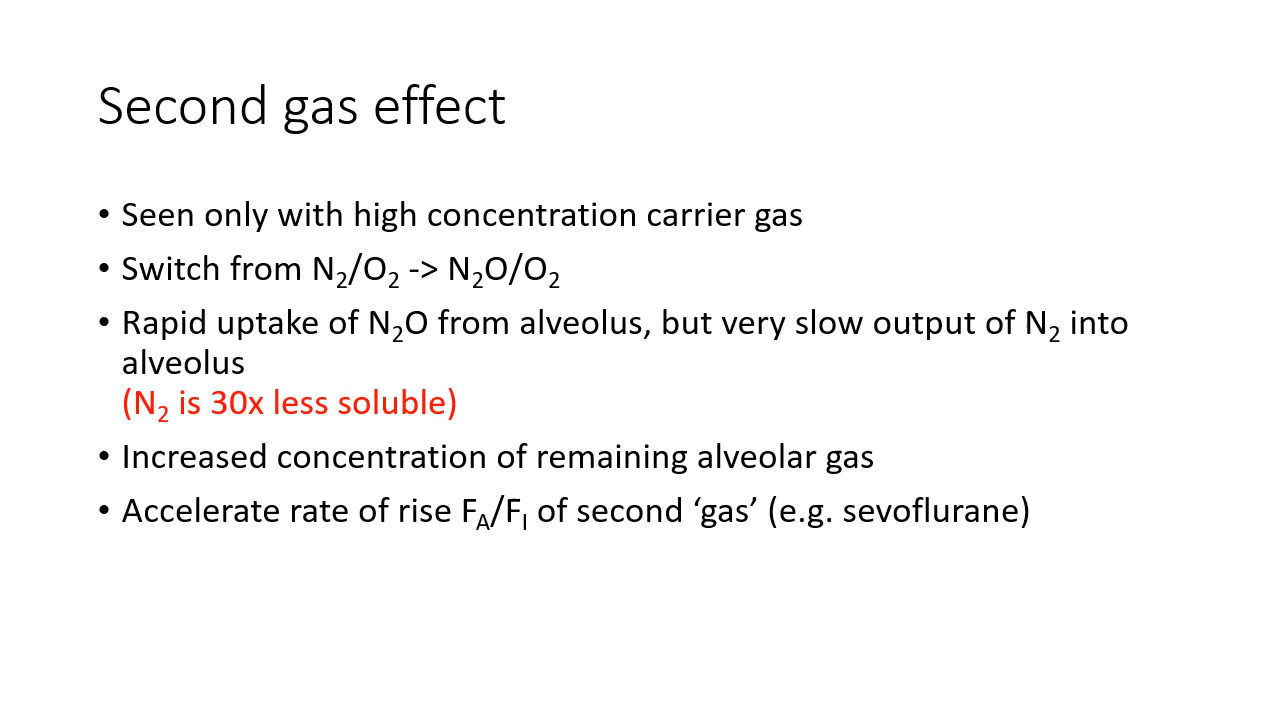 Second gas effect
• Seen only with high concentration carrier gas
• Switch from N₂/O₂ -> N₂O/O₂
• Rapid uptake of N₂O from alveolus, but very slow output of N₂ into
alveolus
(N₂ is 30x less soluble)
• Increased concentration of remaining alveolar gas
• Accelerate rate of rise F_A/F_I of second ‘gas’ (e.g. sevoflurane)